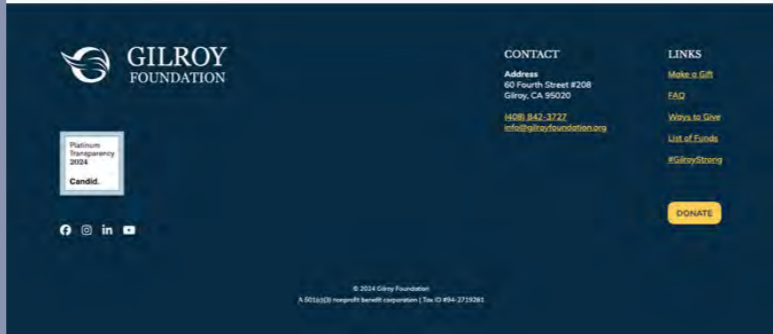 GILROY
FOUNDATION
Platinum
Transparency
2024
Candid.
CONTACT
Address
60 Fourth Street #208
Gilroy, CA 95020
(408) 842-3727
info@gilroyfoundation.org
LINKS
Make a Gift
FAQ
Ways to Give
List of Funds
#GilroyStrong
DONATE
© 2024 Gilroy Foundation
A 501(c)(3) nonprofit benefit corporation | Tax ID #94-2719261